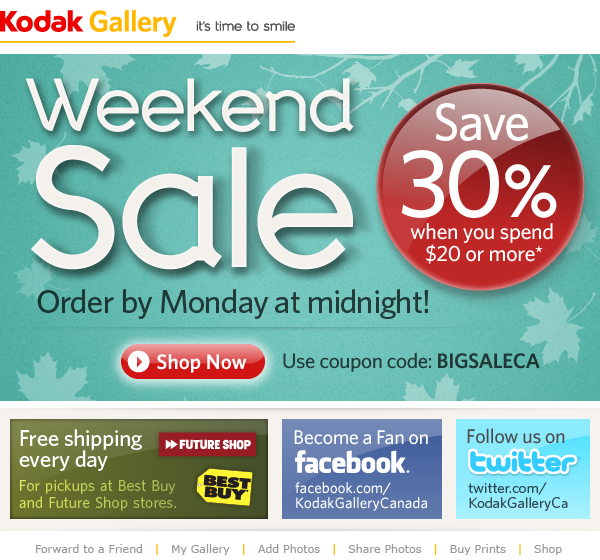 Kodak Gallery it's time to smile
Weekend
Sale
Save
30%
when you spend
$20 or more*
Order by Monday at midnight!
Shop Now Use coupon code: BIGSALECA
Free shipping
every day
FUTURE SHOP
For pickups at Best Buy
and Future Shop stores.
BEST
BUY
Become a Fan on
facebook.
facebook.com/
KodakGalleryCanada
Follow us on
twitter
twitter.com/
KodakGalleryCa
Forward to a Friend | My Gallery | Add Photos | Share Photos | Buy Prints | Shop